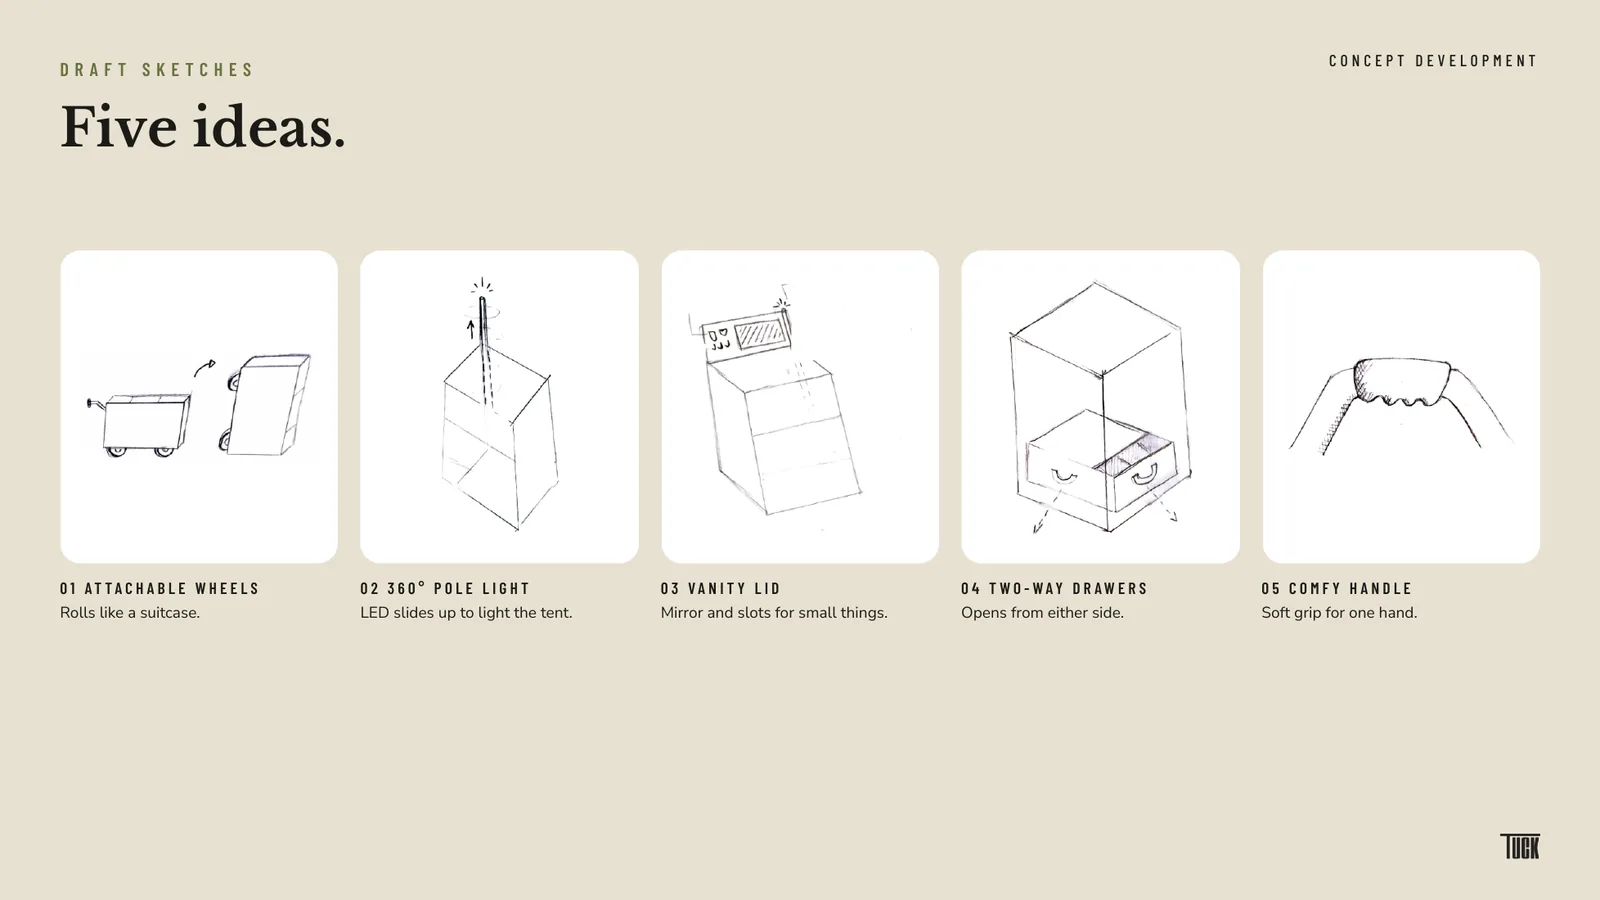 DRAFT SKETCHES
CONCEPT DEVELOPMENT
Five ideas.
01 ATTACHABLE WHEELS
Rolls like a suitcase.
02 360° POLE LIGHT
LED slides up to light the tent.
03 VANITY LID
Mirror and slots for small things.
04 TWO-WAY DRAWERS
Opens from either side.
05 COMFY HANDLE
Soft grip for one hand.
TUCK